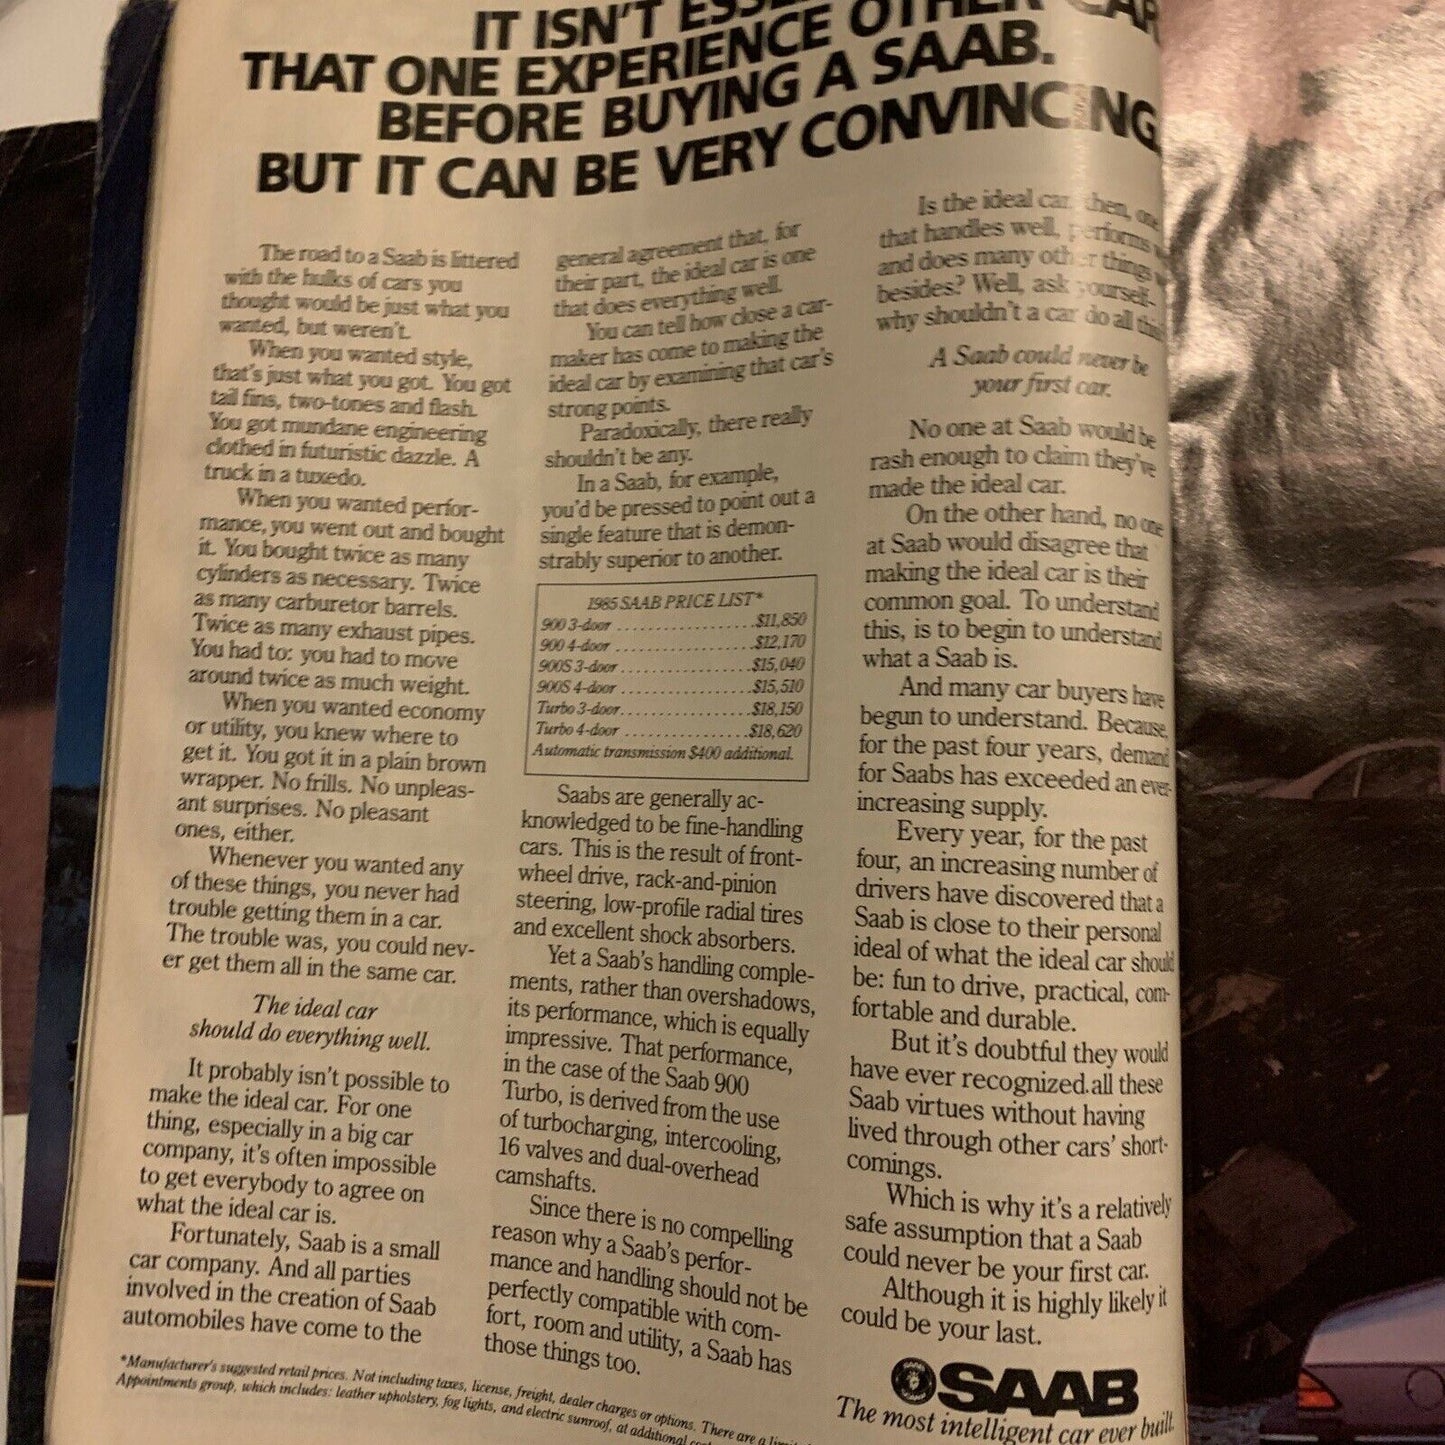 IT ISN'T
THAT ONE EXPERIENCE OTHER CAR
BEFORE BUYING A SAAB.
BUT IT CAN BE VERY CONVINCING.
The road to a Saab is littered
with the hulks of cars you
thought would be just what you
wanted, but weren't.
When you wanted style,
that's just what you got. You got
tail fins, two-tones and flash.
You got mundane engineering
clothed in futuristic dazzle. A
truck in a tuxedo.
When you wanted perfor-
mance, you went out and bought
it. You bought twice as many
cylinders as necessary. Twice
as many carburetor barrels.
Twice as many exhaust pipes.
You had to: you had to move
around twice as much weight.
When you wanted economy
or utility, you knew where to
get it. You got it in a plain brown
wrapper. No frills. No unpleas-
ant surprises. No pleasant
ones, either.
Whenever you wanted any
of these things, you never had
trouble getting them in a car.
The trouble was, you could nev-
er get them all in the same car.
The ideal car
should do everything well.
It probably isn't possible to
make the ideal car. For one
thing, especially in a big car
company, it's often impossible
to get everybody to agree on
what the ideal car is.
Fortunately, Saab is a small
car company. And all parties
involved in the creation of Saab
automobiles have come to the
general agreement that, for
their part, the ideal car is one
that does everything well.
You can tell how close a car-
maker has come to making the
ideal car by examining that car's
strong points.
Paradoxically, there really
shouldn't be any.
In a Saab, for example,
you'd be pressed to point out a
single feature that is demon-
strably superior to another.
1985 SAAB PRICE LIST*
900 3-door ..................$11,850
900 4-door ..................$12,170
900S 3-door ..................$15,040
900S 4-door ..................$15,510
Turbo 3-door..................$18,150
Turbo 4-door ..................$18,620
Automatic transmission $400 additional.
Saabs are generally ac-
knowledged to be fine-handling
cars. This is the result of front-
wheel drive, rack-and-pinion
steering, low-profile radial tires
and excellent shock absorbers.
Yet a Saab's handling comple-
ments, rather than overshadows,
its performance, which is equally
impressive. That performance,
in the case of the Saab 900
Turbo, is derived from the use
of turbocharging, intercooling,
16 valves and dual-overhead
camshafts.
Since there is no compelling
reason why a Saab's perfor-
mance and handling should not be
perfectly compatible with com-
fort, room and utility, a Saab has
those things too.
Is the ideal car, then, one
that handles well, performs
and does many other things
besides? Well, ask yourself-
why shouldn't a car do all this
A Saab could never be
your first car.
No one at Saab would be
rash enough to claim they've
made the ideal car.
On the other hand, no one
at Saab would disagree that
making the ideal car is their
common goal. To understand
this, is to begin to understand
what a Saab is.
And many car buyers have
begun to understand. Because,
for the past four years, demand
for Saabs has exceeded an ever-
increasing supply.
Every year, for the past
four, an increasing number of
drivers have discovered that a
Saab is close to their personal
ideal of what the ideal car should
be: fun to drive, practical, com-
fortable and durable.
But it's doubtful they would
have ever recognized.all these
Saab virtues without having
lived through other cars' short-
comings.
Which is why it's a relatively
safe assumption that a Saab
could never be your first car.
Although it is highly likely it
could be your last.
SAAB
The most intelligent car ever built.
*Manufacturer's suggested retail prices. Not including taxes, license, freight, dealer charges or options. There are a
Appointments group, which includes: leather upholstery, fog lights, and electric sunroof, at additional